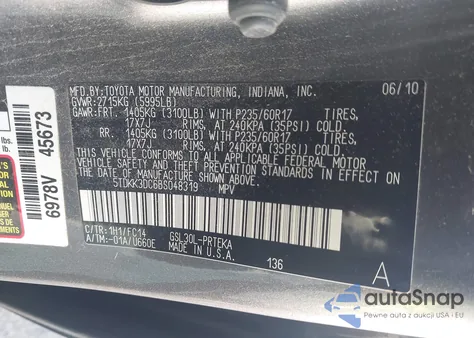 MFD.BY:TOYOTA MOTOR MANUFACTURING, INDIANA, INC. 06/10
GVWR:2715KG (5995LB)
GAWR:FRT. 1405KG (3100LB) WITH P235/60R17 TIRES,
17X7J RIMS, AT 240KPA (35PSI) COLD.
RR. 1405KG (3100LB) WITH P235/60R17 TIRES,
17X7J RIMS, AT 240KPA (35PSI) COLD.
THIS VEHICLE CONFORMS TO ALL APPLICABLE FEDERAL MOTOR
VEHICLE SAFETY, BUMPER, AND THEFT PREVENTION STANDARDS
IN EFFECT ON THE DATE OF MANUFACTURE SHOWN ABOVE.
5TDKK3DC6BS048319 MPV
C/TR:1H1/FC14 GSL30L-PRTEKA
A/TM:-01A/U660E MADE IN U.S.A.
136 A
6978V 45673
lbs.
Lb.
autoSnap
Pewne auta z aukcji USA i EU